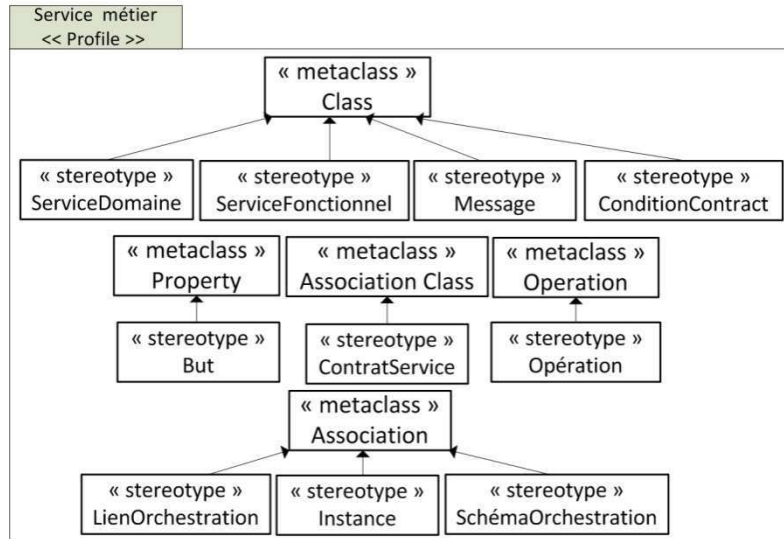 Service métier
<< Profile >>
« metaclass »
Class
« stereotype »
ServiceDomaine
« stereotype »
ServiceFonctionnel
« stereotype »
Message
« stereotype »
ConditionContract
« metaclass »
Property
« metaclass »
Association Class
« metaclass »
Operation
« stereotype »
But
« stereotype »
ContratService
« stereotype »
Opération
« metaclass »
Association
« stereotype »
LienOrchestration
« stereotype »
Instance
« stereotype »
SchémaOrchestration